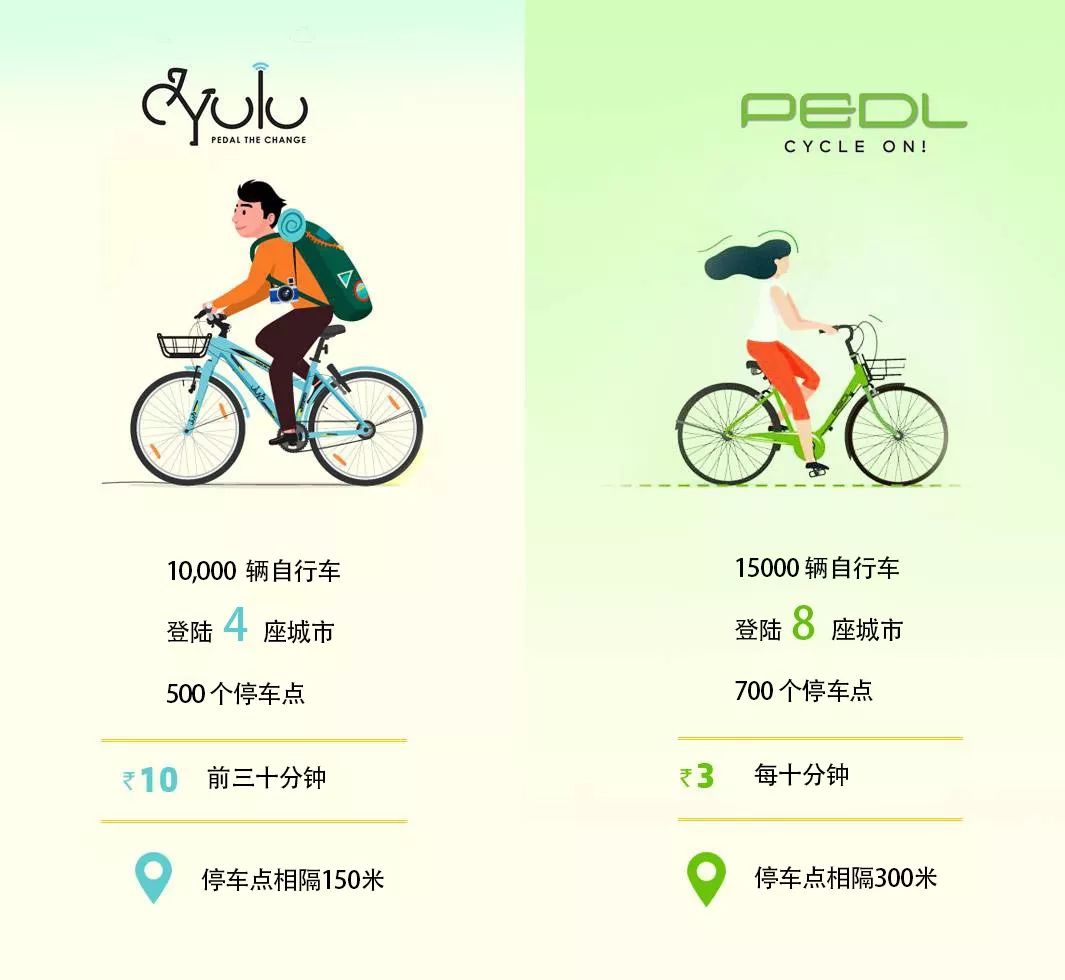 yulu
PEDAL THE CHANGE
10,000 辆自行车
登陆 4 座城市
500 个停车点
₹10 前三十分钟
停车点相隔150米
PEDL
CYCLE ON!
15000 辆自行车
登陆 8 座城市
700 个停车点
₹3 每十分钟
停车点相隔300米